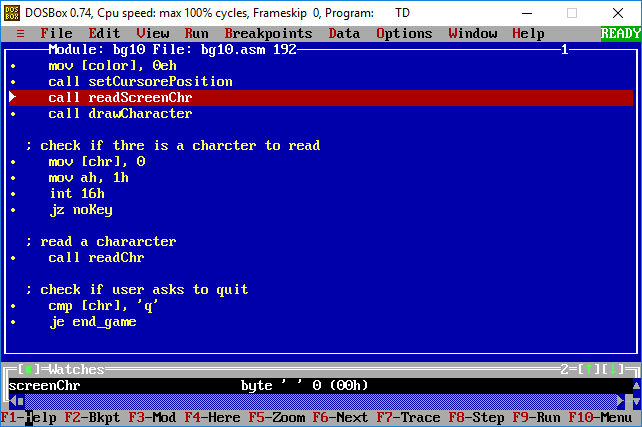 DOS BOX DOSBox 0.74, Cpu speed: max 100% cycles, Frameskip 0, Program: TD
≡ File Edit View Run Breakpoints Data Options Window Help READY
Module: bg10 File: bg10.asm 192 1
mov [color], 0eh
call setCursorePosition
call readScreenChr
call drawCharacter
; check if thre is a charcter to read
mov [chr], 0
mov ah, 1h
int 16h
jz noKey
; read a chararcter
call readChr
; check if user asks to quit
cmp [chr], 'q'
je end_game
[■] Watches 2=[↑][↓]
screenChr byte ' ' 0 (00h)
F1-Help F2-Bkpt F3-Mod F4-Here F5-Zoom F6-Next F7-Trace F8-Step F9-Run F10-Menu